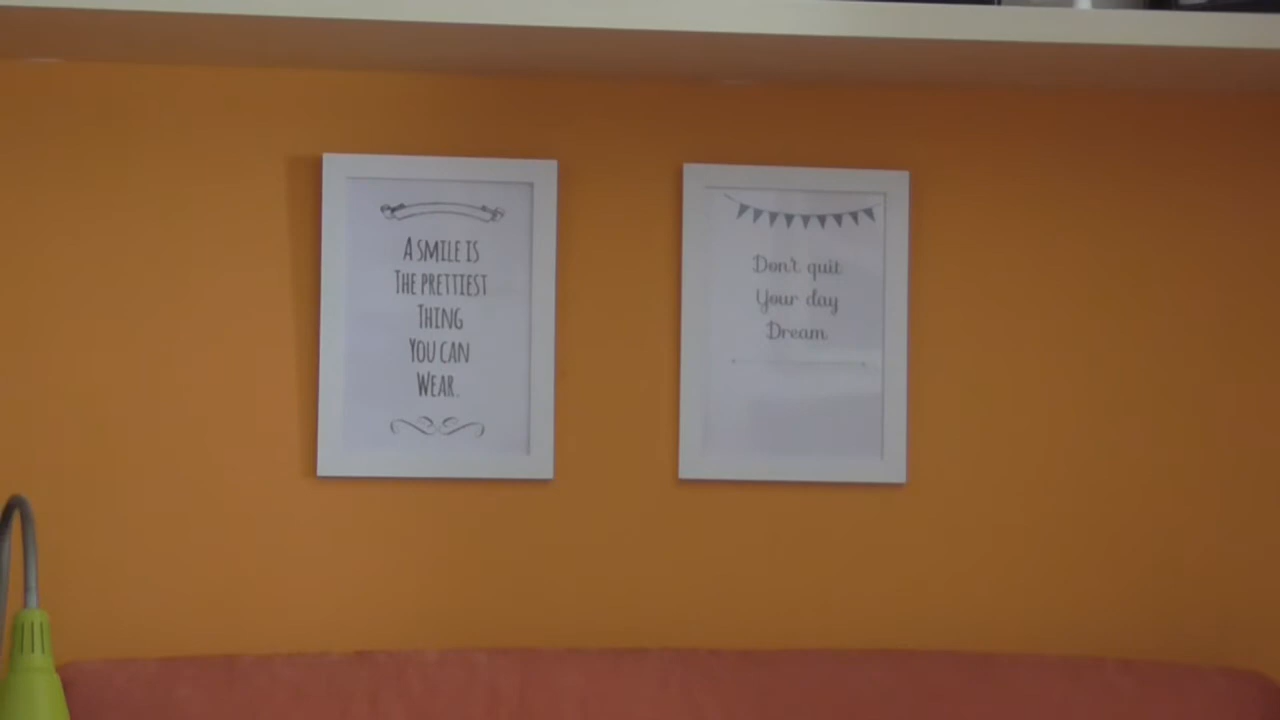 A SMILE IS
THE PRETTIEST
THING
YOU CAN
WEAR.
Don't quit
Your day
Dream